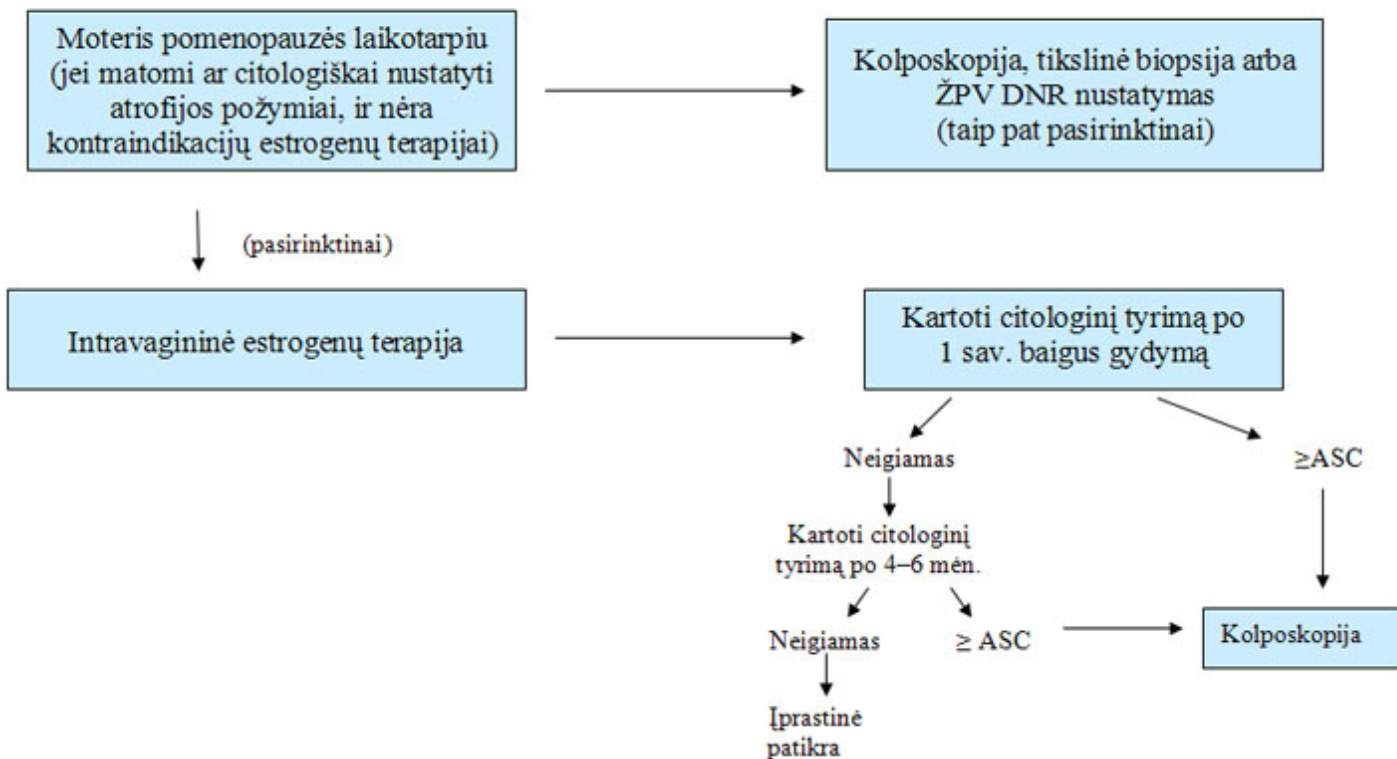 Moteris pomenopauzės laikotarpiu
(jei matomi ar citologiškai nustatyti
atrofijos požymiai, ir nėra
kontraindikacijų estrogenų terapijai)
Kolposkopija, tikslinė biopsija arba
ŽPV DNR nustatymas
(taip pat pasirinktinai)
(pasirinktinai)
Intravagininė estrogenų terapija
Kartoti citologinį tyrimą po
1 sav. baigus gydymą
Neigiamas
≥ASC
Kartoti citologinį
tyrimą po 4–6 mėn.
Neigiamas
≥ ASC
Kolposkopija
Įprastinė
patikra